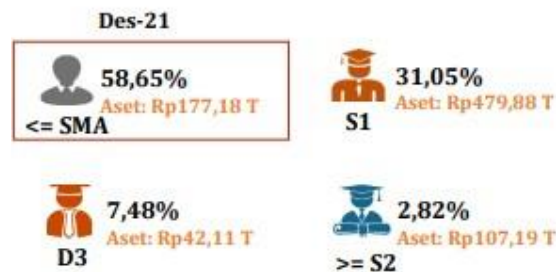 Des-21
58,65%
Aset: Rp177,18 T
<= SMA
31,05%
Aset: Rp479,88 T
S1
7,48%
Aset: Rp42,11 T
D3
2,82%
Aset: Rp107,19 T
>= S2